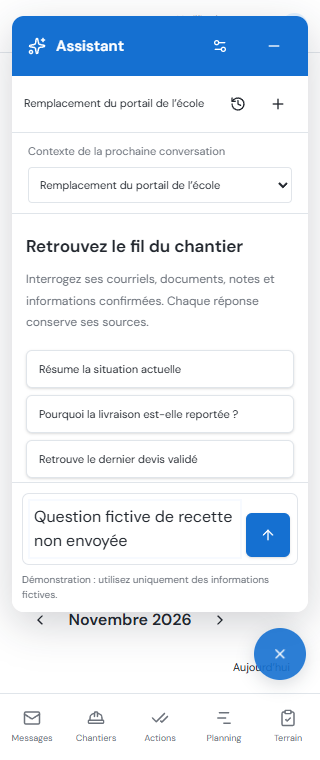 Assistant
Remplacement du portail de l'école
Contexte de la prochaine conversation
Remplacement du portail de l'école
Retrouvez le fil du chantier
Interrogez ses courriels, documents, notes et
informations confirmées. Chaque réponse
conserve ses sources.
Résume la situation actuelle
Pourquoi la livraison est-elle reportée ?
Retrouve le dernier devis validé
Question fictive de recette
non envoyée
Démonstration : utilisez uniquement des informations
fictives.
Novembre 2026
Aujourd'hui
Messages
Chantiers
Actions
Planning
Terrain